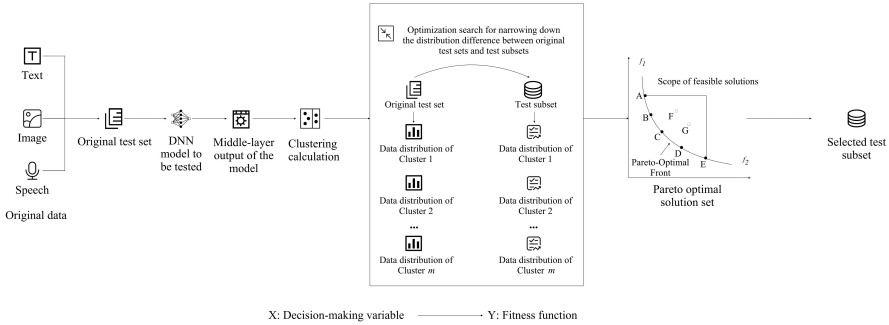 Text
Image
Speech
Original data
Original test set
DNN
model to
be tested
Middle-layer
output of the
model
Clustering
calculation
Optimization search for narrowing down
the distribution difference between original
test sets and test subsets
Original test set
Test subset
Data distribution of
Cluster 1
Data distribution of
Cluster 1
Data distribution of
Cluster 2
Data distribution of
Cluster 2
...
...
Data distribution of
Cluster m
Data distribution of
Cluster m
f1
Scope of feasible solutions
A
B
F
G
C
D
E
f2
Pareto-Optimal
Front
Pareto optimal
solution set
Selected test
subset
X: Decision-making variable
Y: Fitness function